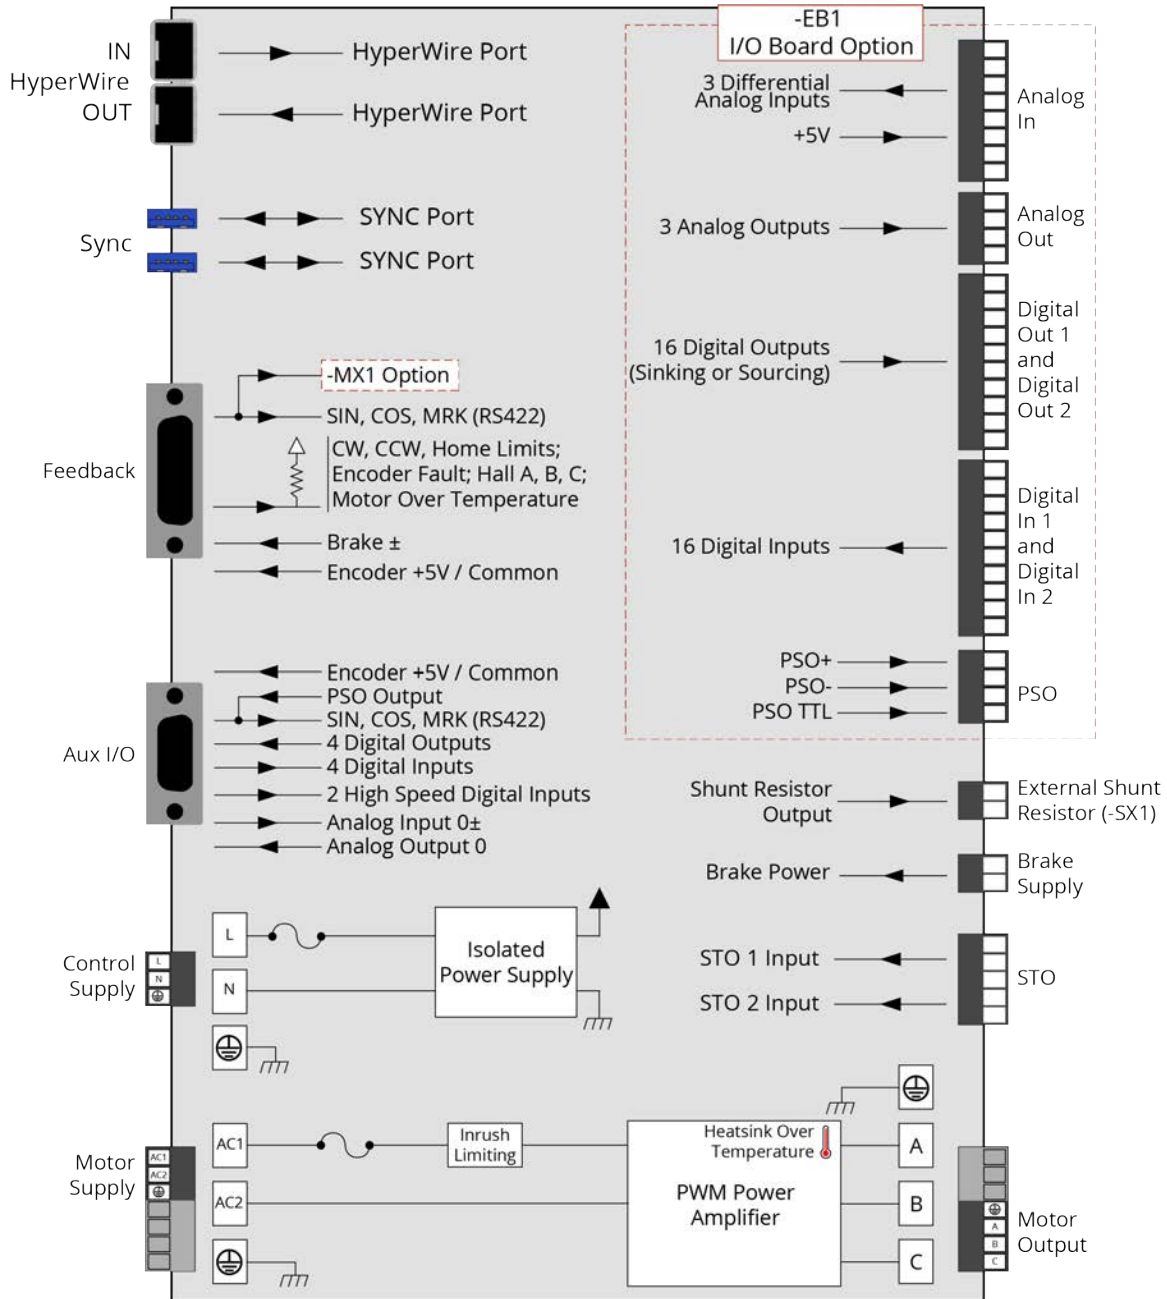 IN
HyperWire
OUT
HyperWire Port
HyperWire Port
Sync
SYNC Port
SYNC Port
Feedback
-MX1 Option
SIN, COS, MRK (RS422)
CW, CCW, Home Limits;
Encoder Fault; Hall A, B, C;
Motor Over Temperature
Brake ±
Encoder +5V / Common
Aux I/O
Encoder +5V / Common
PSO Output
SIN, COS, MRK (RS422)
4 Digital Outputs
4 Digital Inputs
2 High Speed Digital Inputs
Analog Input 0±
Analog Output 0
Control
Supply
L
N
L
N
Isolated
Power Supply
Motor
Supply
AC1
AC2
AC1
AC2
Inrush
Limiting
Heatsink Over
Temperature
PWM Power
Amplifier
A
B
C
A
B
C
Motor
Output
-EB1
I/O Board Option
3 Differential
Analog Inputs
+5V
Analog
In
3 Analog Outputs
Analog
Out
16 Digital Outputs
(Sinking or Sourcing)
Digital
Out 1
and
Digital
Out 2
16 Digital Inputs
Digital
In 1
and
Digital
In 2
PSO+
PSO-
PSO TTL
PSO
Shunt Resistor
Output
External Shunt
Resistor (-SX1)
Brake Power
Brake
Supply
STO 1 Input
STO 2 Input
STO